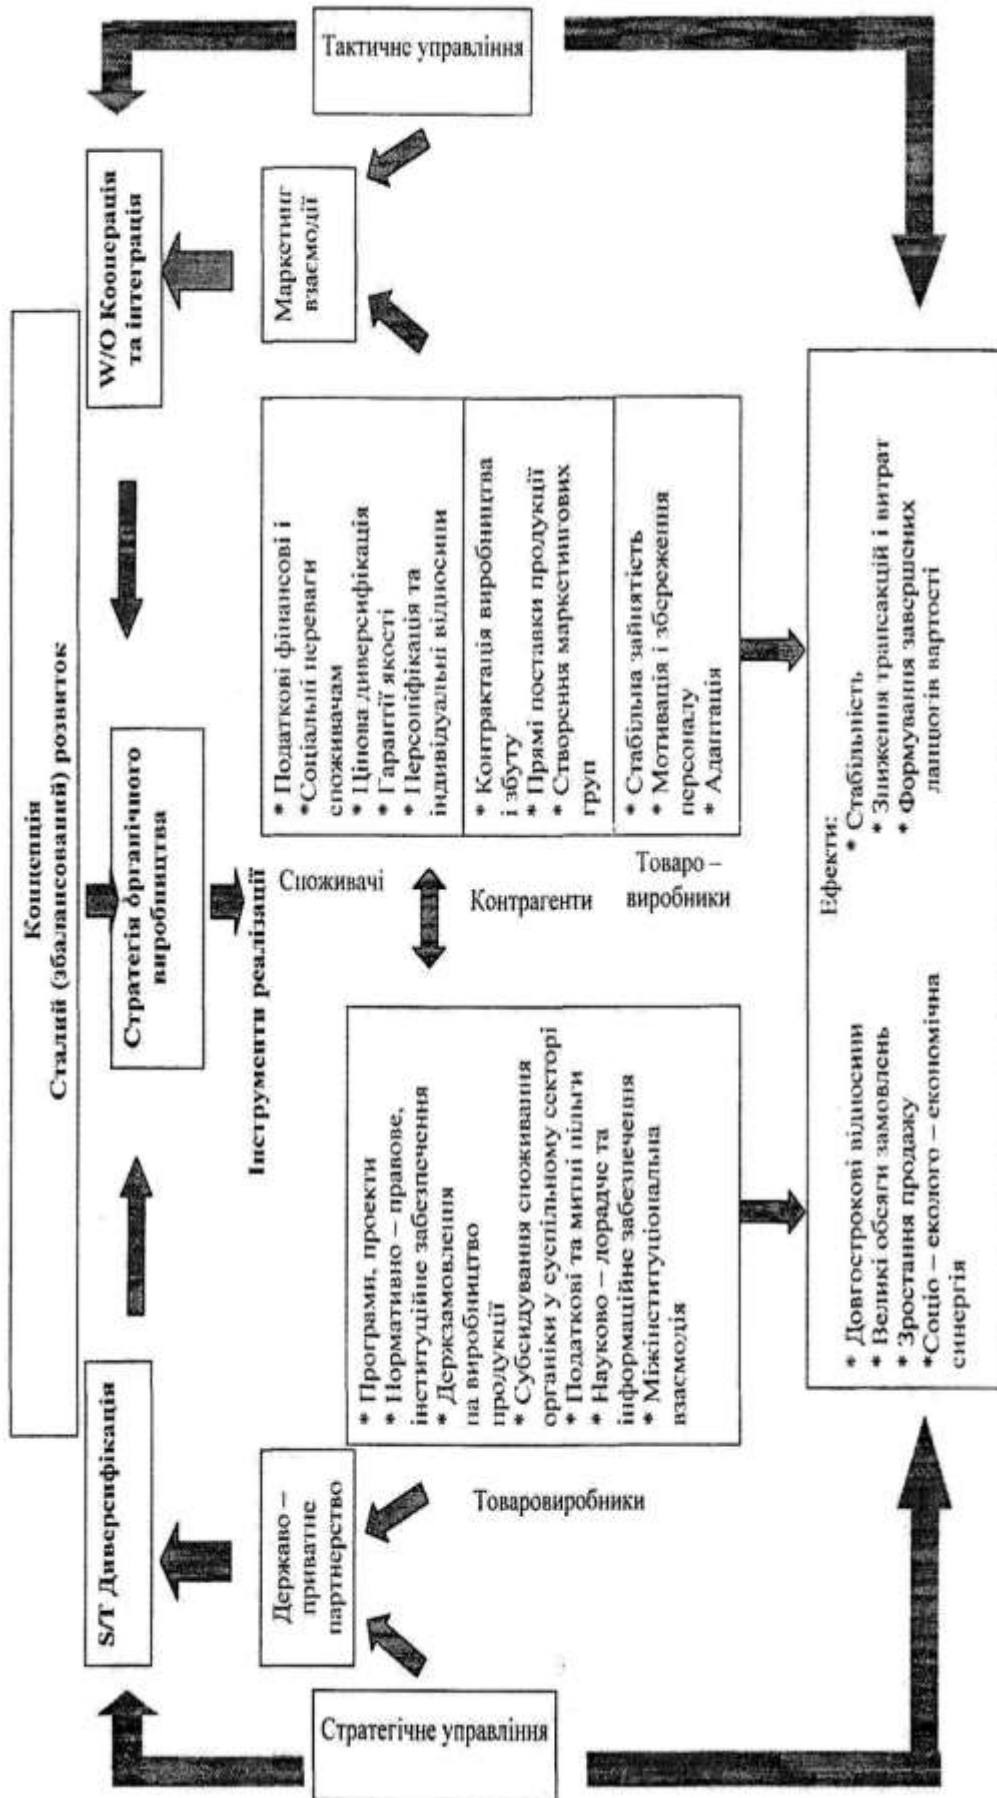 Концепція
Сталий (збалансований) розвиток
S/T Диверсифікація
Стратегія органічного
виробництва
W/O Кооперація
та інтеграція
Інструменти реалізації
Державо –
приватне
партнерство
Маркетинг
взаємодії
Стратегічне управління
Тактичне управління
Товаровиробники
* Програми, проекти
* Нормативно – правове,
інституційне забезпечення
* Держзамовлення
на виробництво
продукції
* Субсидування споживання
органіки у суспільному секторі
* Податкові та митні пільги
* Науково – дорадче та
інформаційне забезпечення
* Міжінституціональна
взаємодія
Споживачі
Контрагенти
Товаро –
виробники
* Податкові фінансові і
*Соціальні переваги
споживачам
* Цінова диверсифікація
* Гарантії якості
* Персоніфікація та
індивідуальні відносини
* Контрактація виробництва
і збуту
* Прямі поставки продукції
* Створення маркетингових
груп
* Стабільна зайнятість
* Мотивація і збереження
персоналу
* Адаптація
Ефекти:
* Довгострокові відносини
* Великі обсяги замовлень
* Зростання продажу
*Соціо – еколого – економічна
синергія
* Стабільність
* Зниження трансакцій і витрат
* Формування завершених
ланцюгів вартості